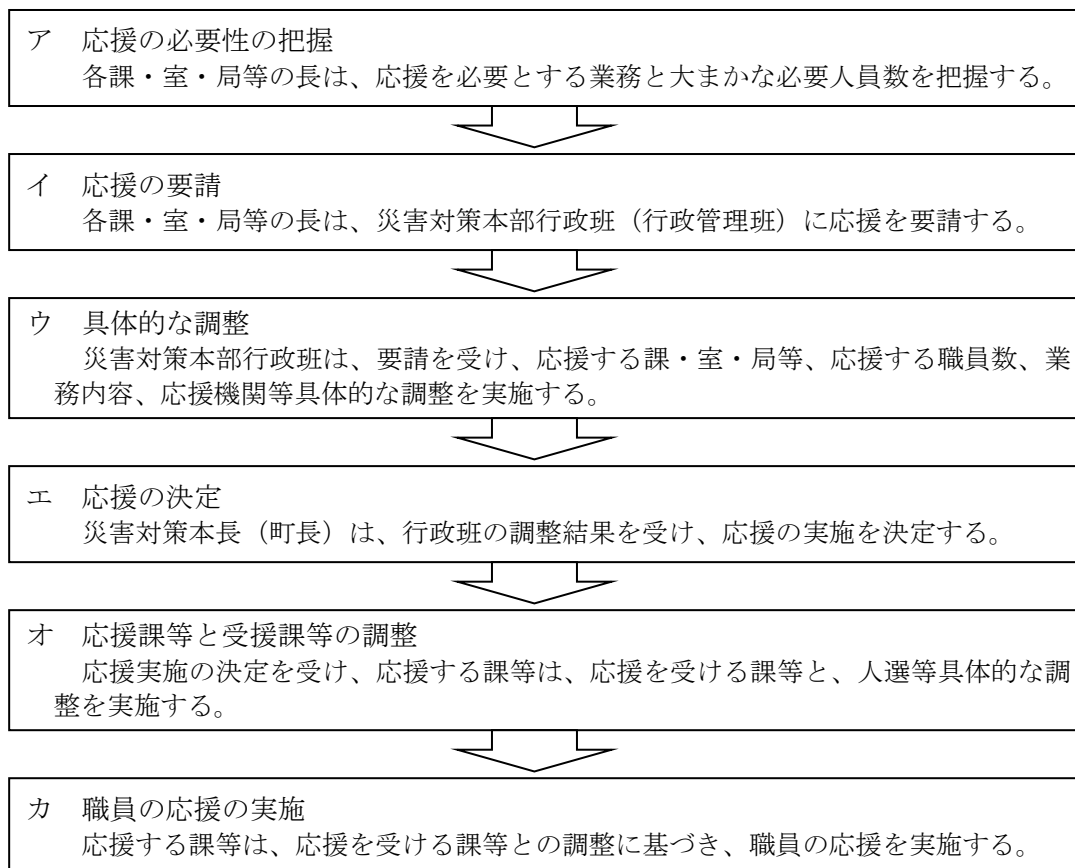 ア 応援の必要性の把握
各課・室・局等の長は、応援を必要とする業務と大まかな必要人員数を把握する。
イ 応援の要請
各課・室・局等の長は、災害対策本部行政班（行政管理班）に応援を要請する。
ウ 具体的な調整
災害対策本部行政班は、要請を受け、応援する課・室・局等、応援する職員数、業
務内容、応援機関等具体的な調整を実施する。
エ 応援の決定
災害対策本長（町長）は、行政班の調整結果を受け、応援の実施を決定する。
オ 応援課等と受援課等の調整
応援実施の決定を受け、応援する課等は、応援を受ける課等と、人選等具体的な調
整を実施する。
カ 職員の応援の実施
応援する課等は、応援を受ける課等との調整に基づき、職員の応援を実施する。